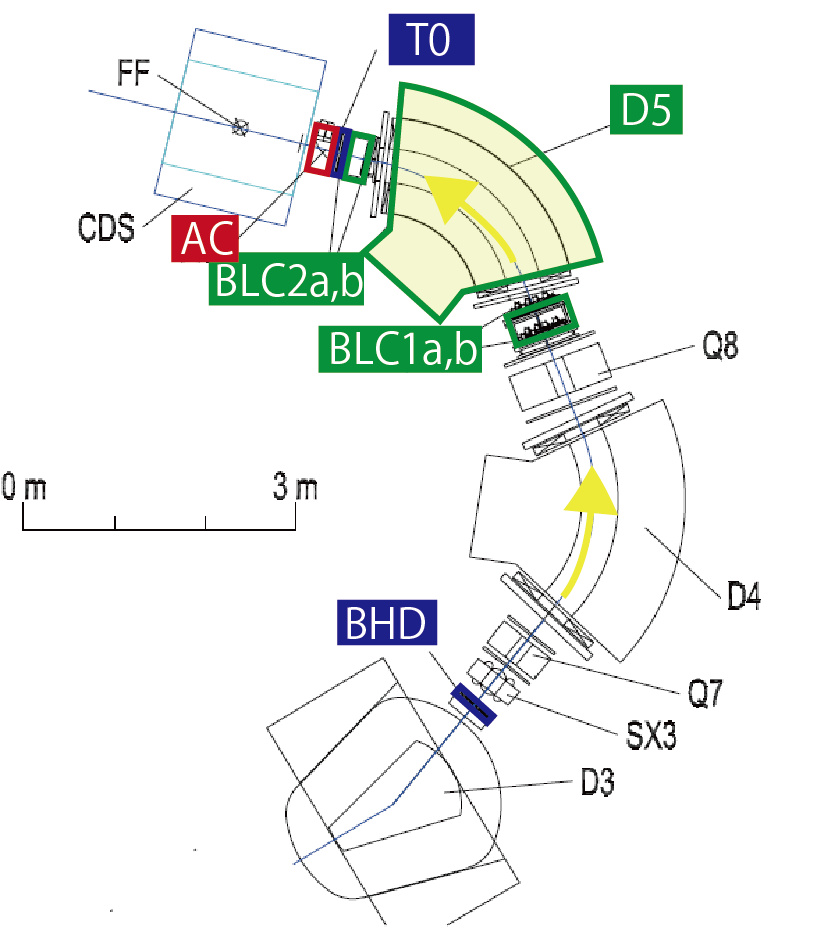 T0
FF
D5
CDS
AC
BLC2a,b
BLC1a,b
Q8
0 m
3 m
D4
BHD
Q7
SX3
D3